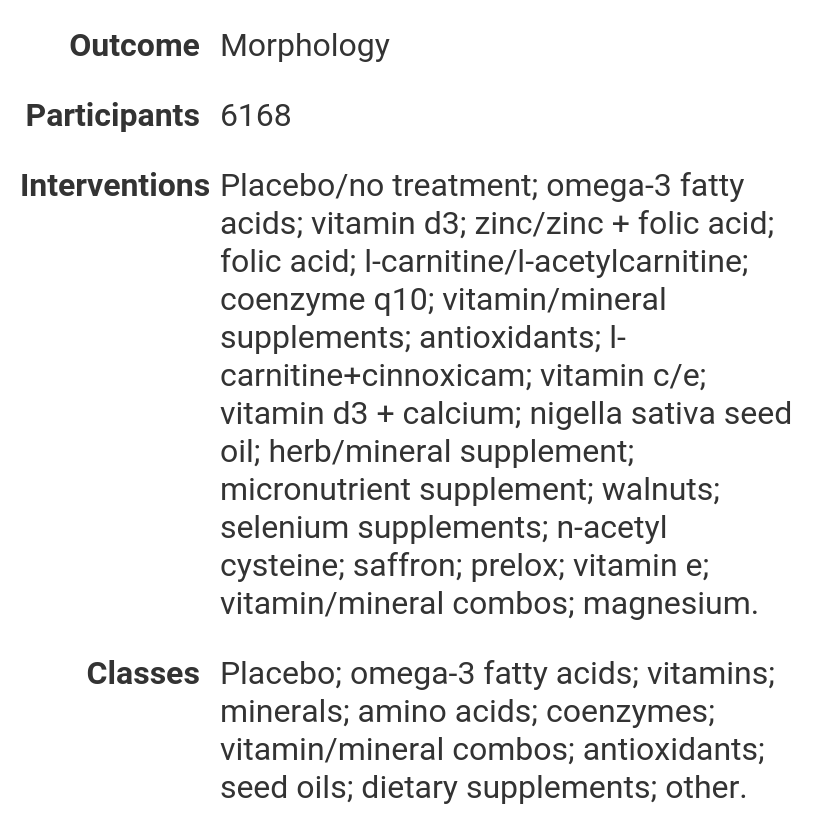 Outcome Morphology
Participants 6168
Interventions Placebo/no treatment; omega-3 fatty
acids; vitamin d3; zinc/zinc + folic acid;
folic acid; l-carnitine/l-acetylcarnitine;
coenzyme q10; vitamin/mineral
supplements; antioxidants; l-
carnitine+cinnoxicam; vitamin c/e;
vitamin d3 + calcium; nigella sativa seed
oil; herb/mineral supplement;
micronutrient supplement; walnuts;
selenium supplements; n-acetyl
cysteine; saffron; prelox; vitamin e;
vitamin/mineral combos; magnesium.
Classes Placebo; omega-3 fatty acids; vitamins;
minerals; amino acids; coenzymes;
vitamin/mineral combos; antioxidants;
seed oils; dietary supplements; other.